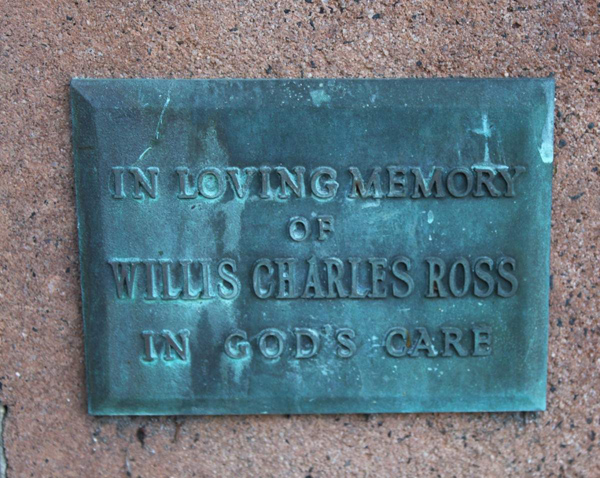 IN LOVING MEMORY
OF
WILLIS CHARLES ROSS
IN GOD'S CARE